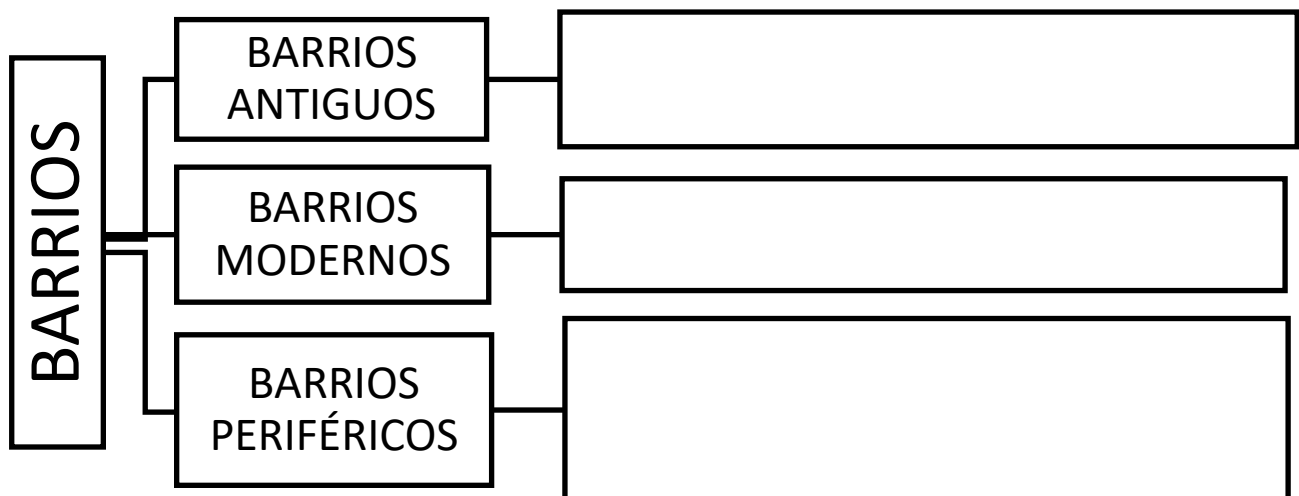 BARRIOS
BARRIOS
ANTIGUOS
BARRIOS
MODERNOS
BARRIOS
PERIFÉRICOS